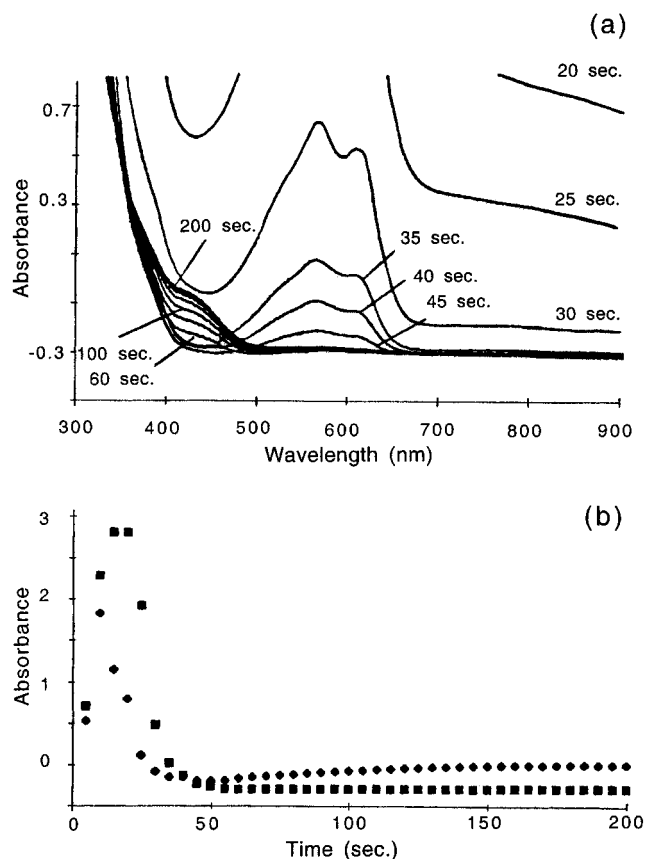 (a)
20 sec.
0.7
25 sec.
Absorbance
0.3
200 sec.
35 sec.
40 sec.
45 sec.
30 sec.
-0.3
100 sec.
60 sec.
300 400 500 600 700 800 900
Wavelength (nm)
(b)
3
2
Absorbance
1
0
0 50 100 150 200
Time (sec.)